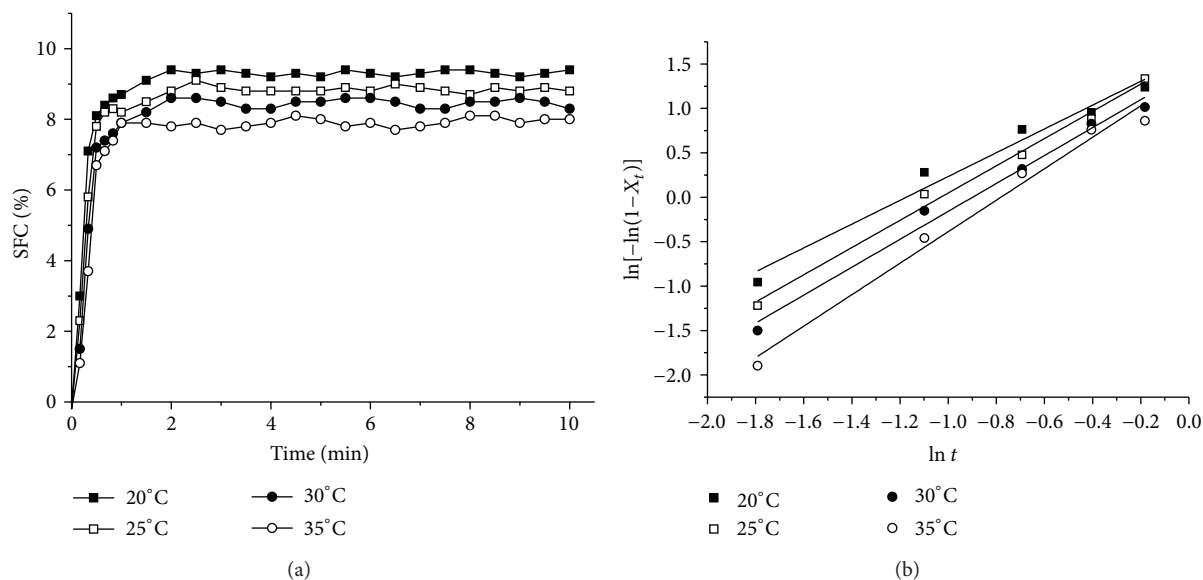 SFC (%)
10
8
6
4
2
0
0 2 4 6 8 10
Time (min)
20°C 30°C
25°C 35°C
(a)
ln[−ln(1−X_t)]
1.5
1.0
0.5
0.0
−0.5
−1.0
−1.5
−2.0
−2.0 −1.8 −1.6 −1.4 −1.2 −1.0 −0.8 −0.6 −0.4 −0.2 0.0
ln t
20°C 30°C
25°C 35°C
(b)